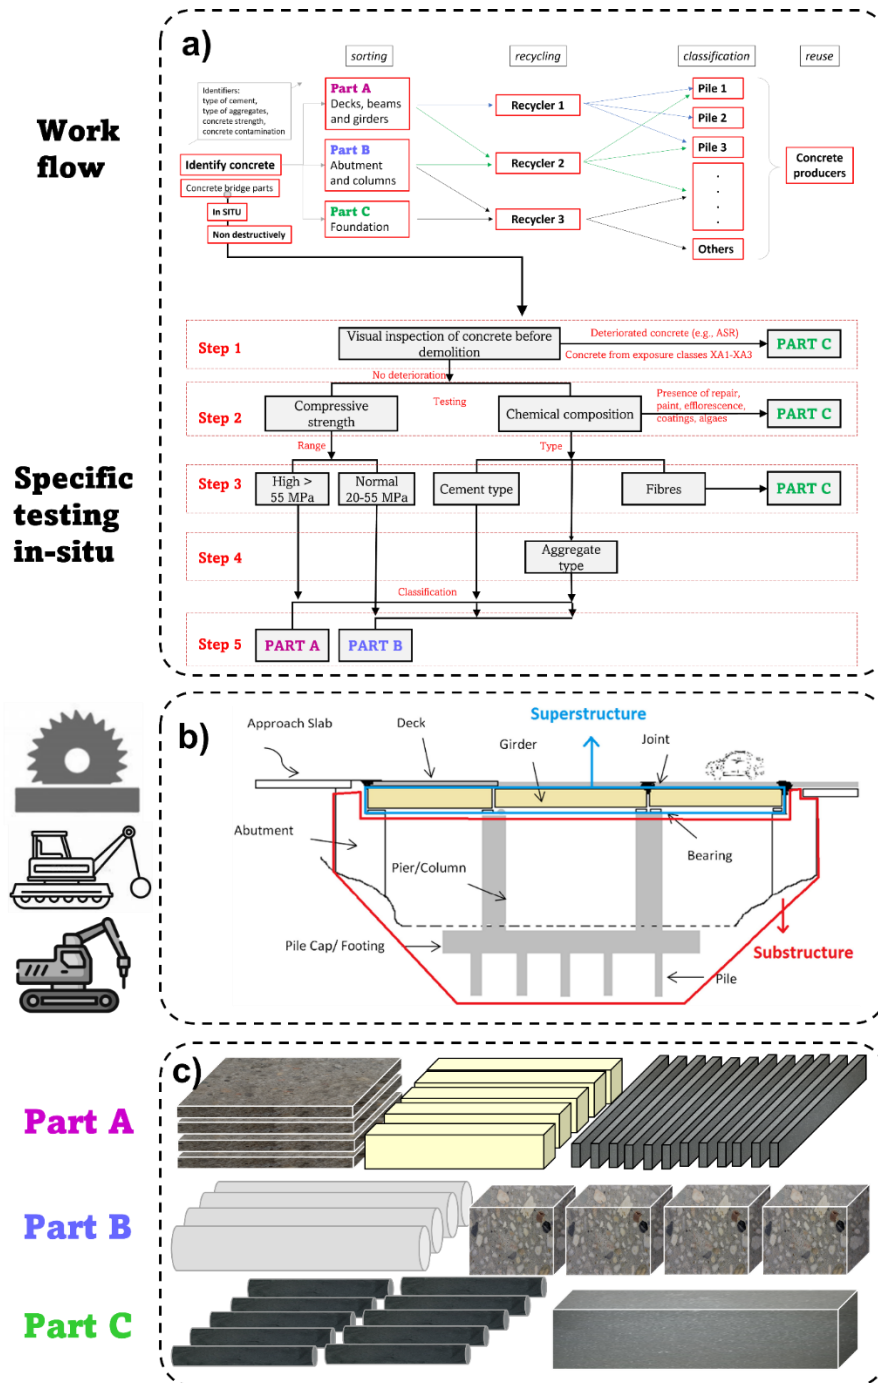 a)
sorting
recycling
classification
reuse
Identifiers:
type of cement,
type of aggregates,
concrete strength,
concrete contamination
Work
flow
Part A
Decks, beams
and girders
Part B
Abutment
and columns
Part C
Foundation
Identify concrete
Concrete bridge parts
In SITU
Non destructively
Recycler 1
Recycler 2
Recycler 3
Pile 1
Pile 2
Pile 3
.
.
.
.
Others
Concrete
producers
Specific
testing
in-situ
Step 1
Visual inspection of concrete before
demolition
Deteriorated concrete (e.g., ASR)
Concrete from exposure classes XA1-XA3
PART C
No deterioration
Testing
Step 2
Compressive
strength
Chemical composition
Presence of repair,
paint, efflorescence,
coatings, algaes
PART C
Range
Type
Step 3
High >
55 MPa
Normal
20-55 MPa
Cement type
Fibres
PART C
Step 4
Aggregate
type
Classification
Step 5
PART A
PART B
b)
Superstructure
Approach Slab
Deck
Girder
Joint
Abutment
Pier/Column
Bearing
Pile Cap/ Footing
Substructure
Pile
c)
Part A
Part B
Part C